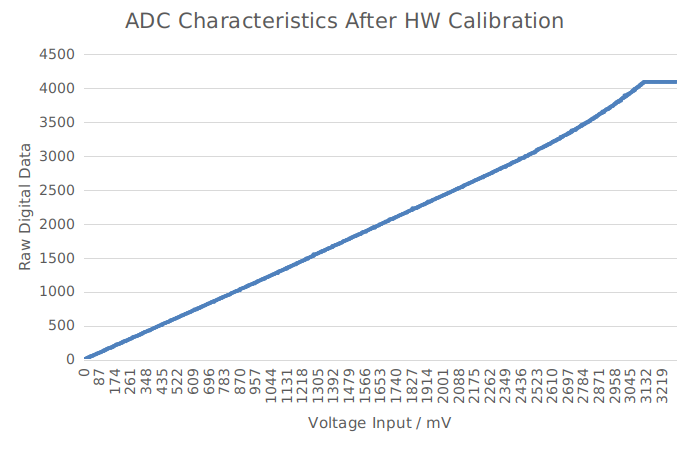 ADC Characteristics After HW Calibration
4500
4000
3500
3000
2500
2000
1500
1000
500
0
Raw Digital Data
0 87 174 261 348 435 522 609 696 783 870 957 1044 1131 1218 1305 1392 1479 1566 1653 1740 1827 1914 2001 2088 2175 2262 2349 2436 2523 2610 2697 2784 2871 2958 3045 3132 3219
Voltage Input / mV